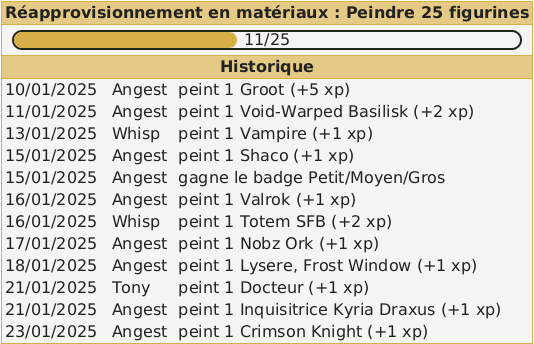 Réapprovisionnement en matériaux : Peindre 25 figurines
11/25
Historique
10/01/2025 Angest peint 1 Groot (+5 xp)
11/01/2025 Angest peint 1 Void-Warped Basilisk (+2 xp)
13/01/2025 Whisp peint 1 Vampire (+1 xp)
15/01/2025 Angest peint 1 Shaco (+1 xp)
15/01/2025 Angest gagne le badge Petit/Moyen/Gros
16/01/2025 Angest peint 1 Valrok (+1 xp)
16/01/2025 Whisp peint 1 Totem SFB (+2 xp)
17/01/2025 Angest peint 1 Nobz Ork (+1 xp)
18/01/2025 Angest peint 1 Lysere, Frost Window (+1 xp)
21/01/2025 Tony peint 1 Docteur (+1 xp)
21/01/2025 Angest peint 1 Inquisitrice Kyria Draxus (+1 xp)
23/01/2025 Angest peint 1 Crimson Knight (+1 xp)